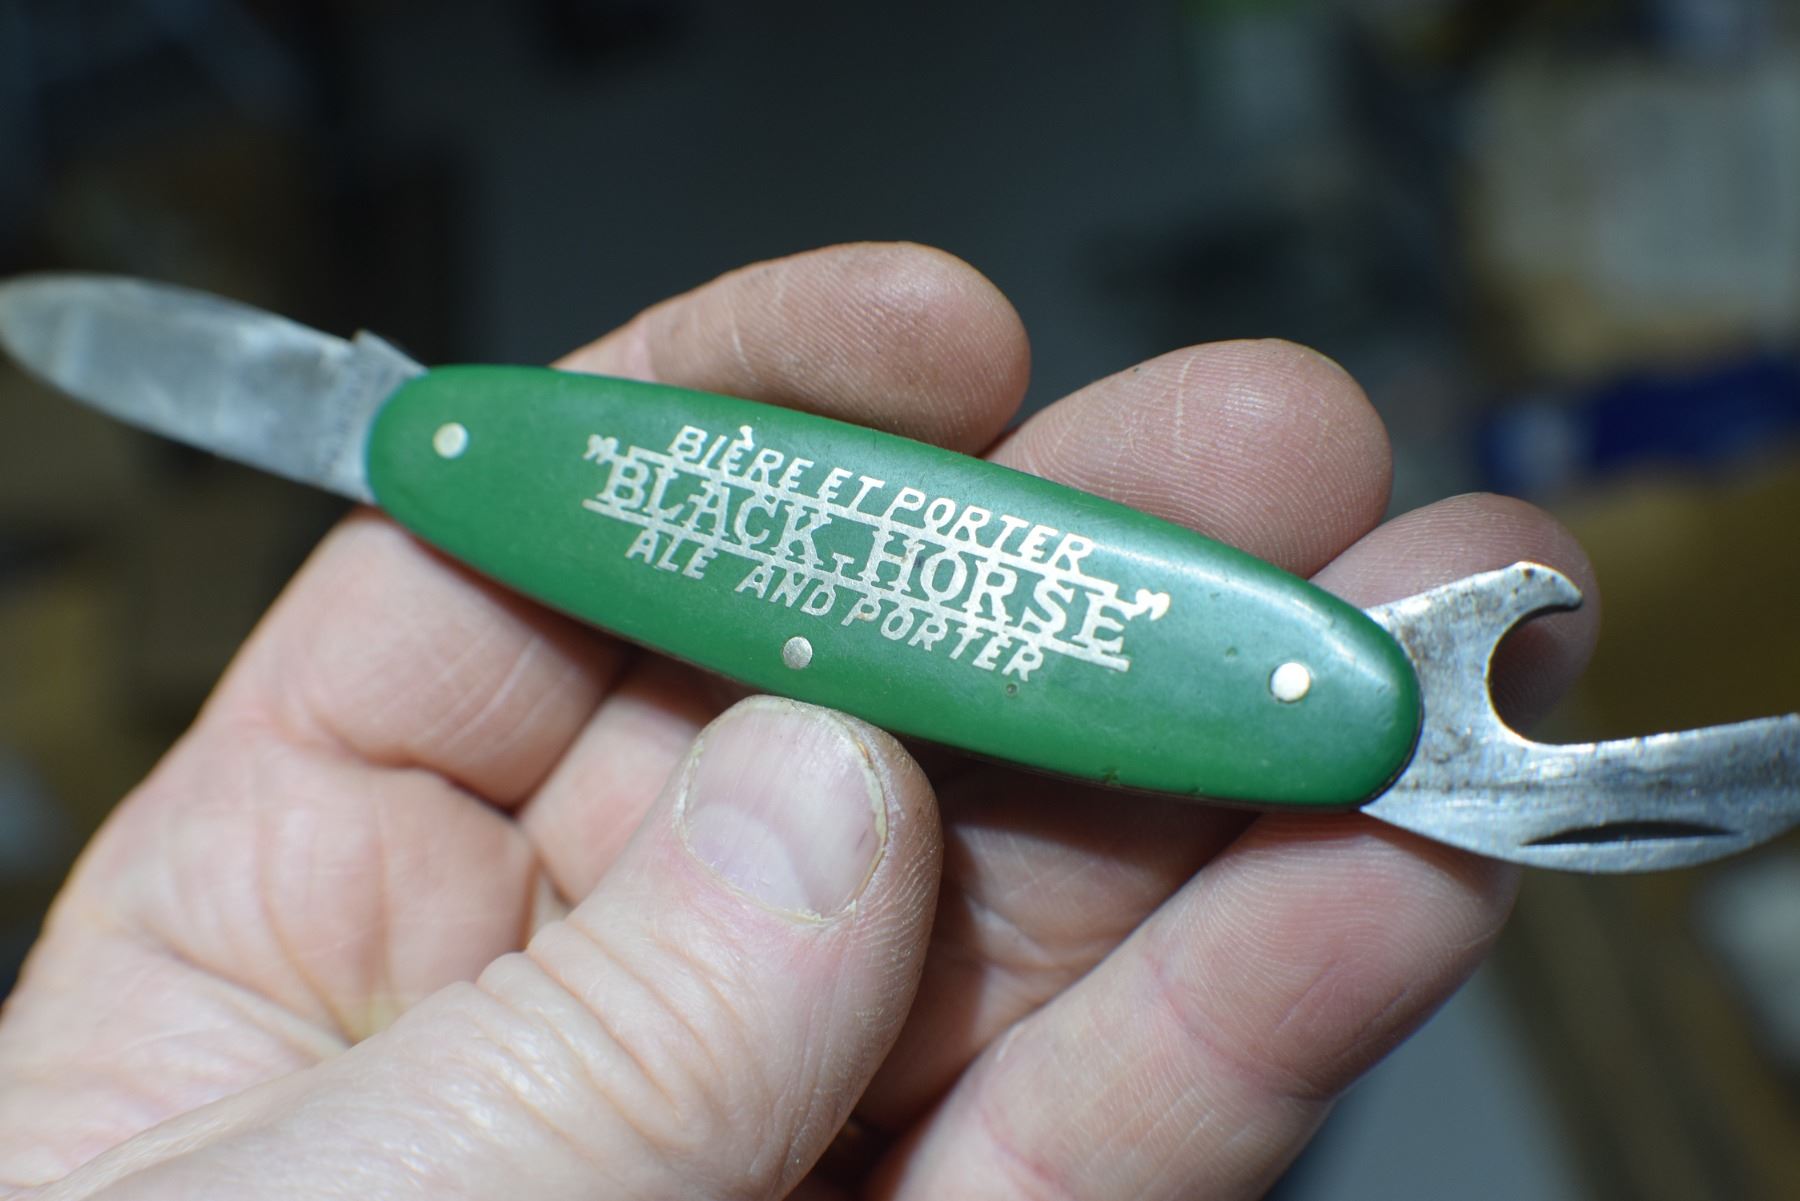 BIÈRE ET PORTER
"BLACK-HORSE"
ALE AND PORTER